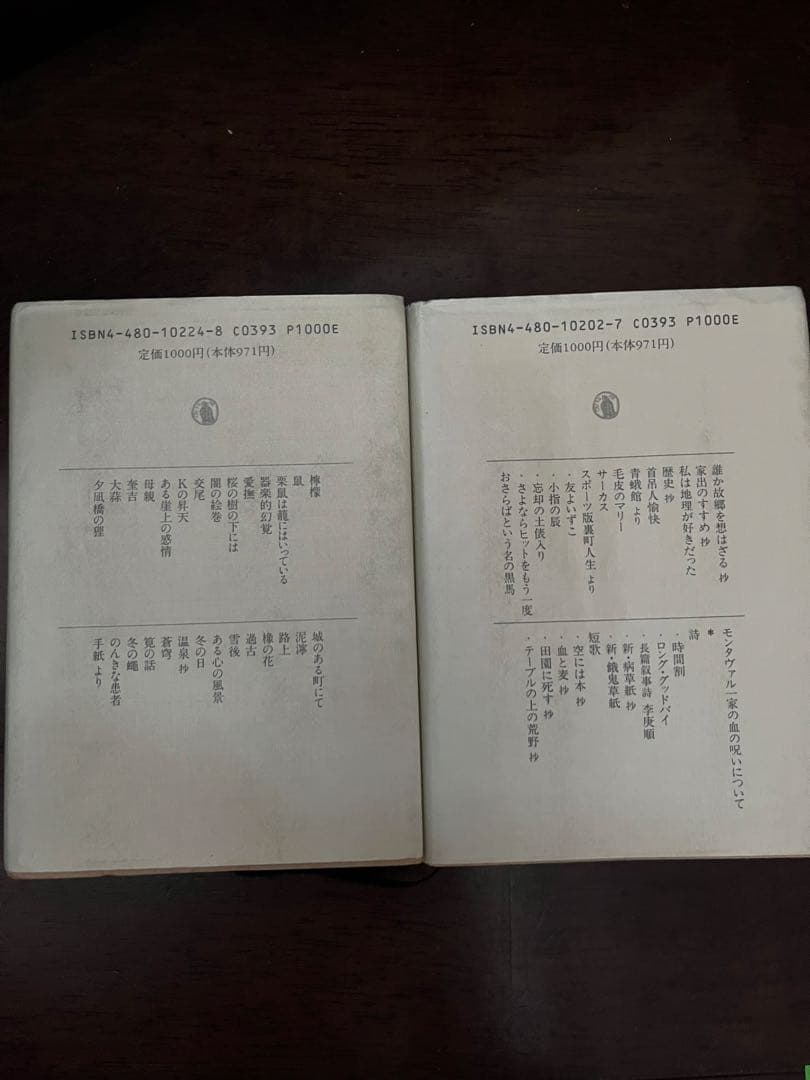 ISBN4-480-10224-8 C0393 P1000E
定価1000円(本体971円)
檸檬
鼠
栗鼠は籠にはいっている
器楽的幻覚
愛撫
桜の樹の下には
闇の絵巻
交尾
Kの昇天
ある崖上の感情
母親
奎吉
大蒜
夕凪橋の狸
城のある町にて
泥濘
路上
橡の花
過古
雪後
ある心の風景
冬の日
温泉 抄
蒼穹
筧の話
冬の蠅
のんきな患者
手紙 より
ISBN4-480-10202-7 C0393 P1000E
定価1000円(本体971円)
誰か故郷を想はざる 抄
家出のすすめ 抄
私は地理が好きだった
歴史 抄
首吊人愉快
青蛾館 より
毛皮のマリー
サーカス
スポーツ版裏町人生 より
・友よいずこ
・小指の辰
・忘却の土俵入り
・さよならヒットをもう一度
おさらばという名の黒馬
モンタヴァル一家の血の呪いについて
*
詩
・時間割
・ロング・グッドバイ
・長篇叙事詩 李庚順
・新・病草紙 抄
・新・餓鬼草紙
短歌
・空には本 抄
・血と麦 抄
・田園に死す 抄
・テーブルの上の荒野 抄